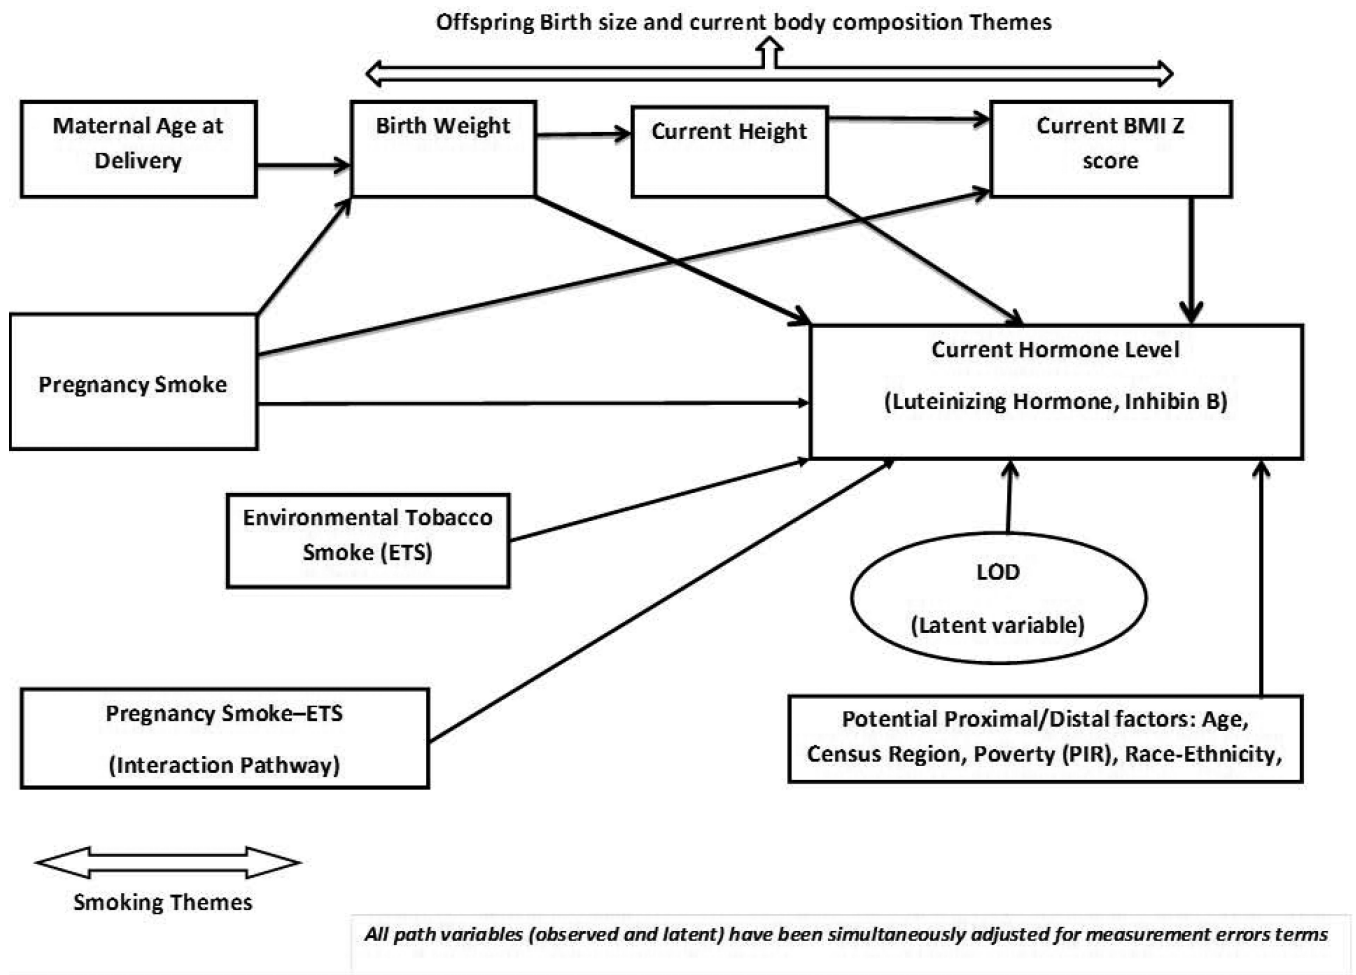 Offspring Birth size and current body composition Themes
Maternal Age at
Delivery
Birth Weight
Current Height
Current BMI Z
score
Pregnancy Smoke
Current Hormone Level
(Luteinizing Hormone, Inhibin B)
Environmental Tobacco
Smoke (ETS)
LOD
(Latent variable)
Pregnancy Smoke–ETS
(Interaction Pathway)
Potential Proximal/Distal factors: Age,
Census Region, Poverty (PIR), Race-Ethnicity,
Smoking Themes
All path variables (observed and latent) have been simultaneously adjusted for measurement errors terms